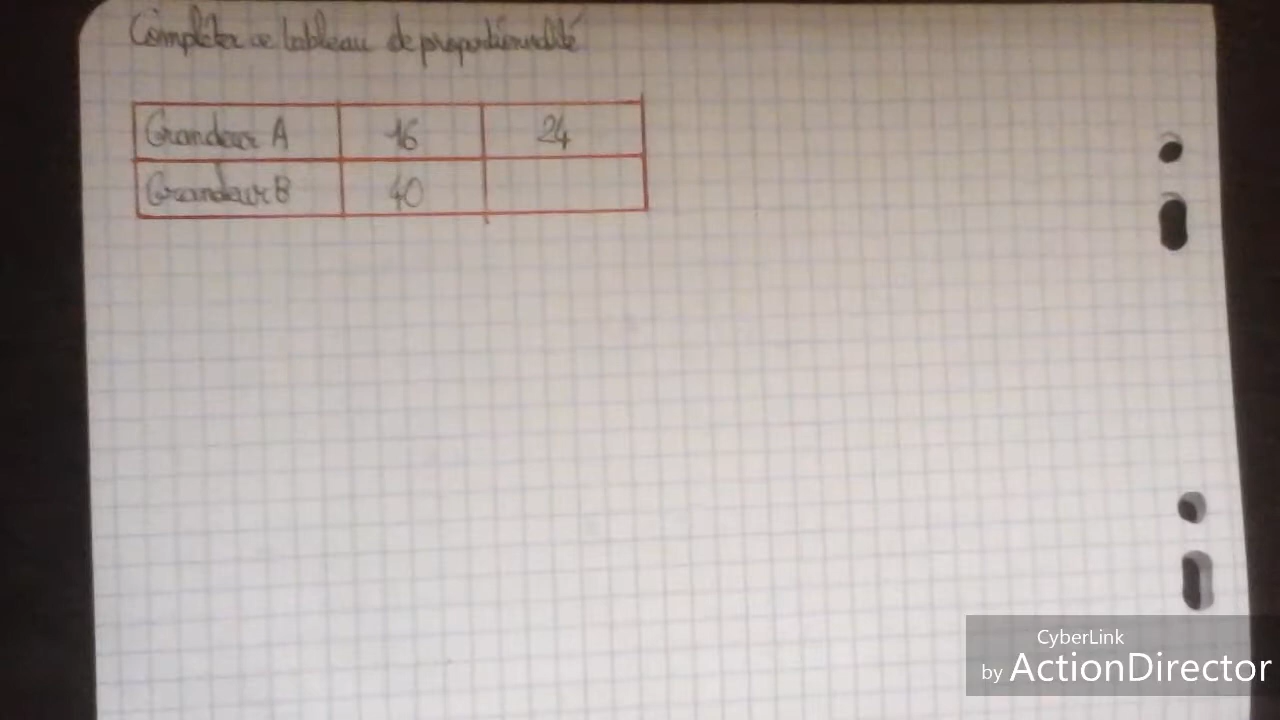 Compléter ce tableau de proportionnalité
Grandeur A 16 24
Grandeur B 40
CyberLink
by ActionDirector